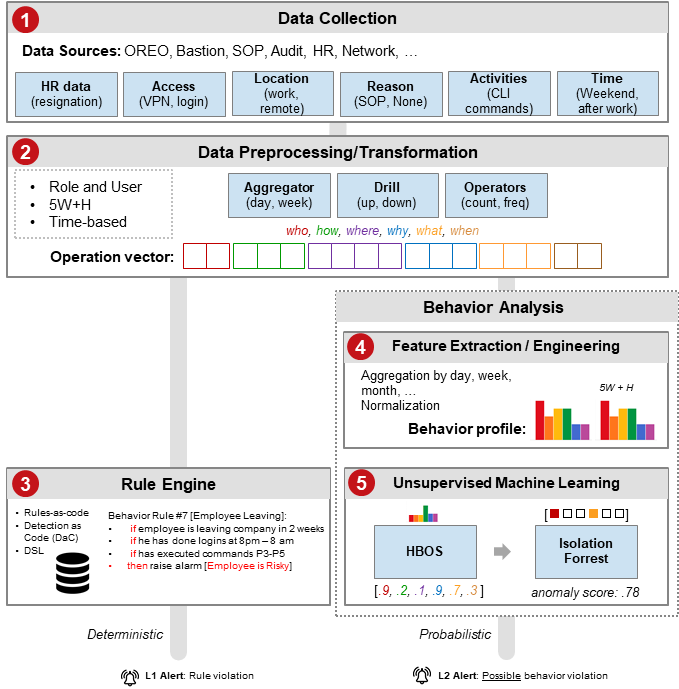 1
Data Collection
Data Sources: OREO, Bastion, SOP, Audit, HR, Network, ...
HR data
(resignation)
Access
(VPN, login)
Location
(work,
remote)
Reason
(SOP, None)
Activities
(CLI
commands)
Time
(Weekend,
after work)
2
Data Preprocessing/Transformation
• Role and User
• 5W+H
• Time-based
Aggregator
(day, week)
Drill
(up, down)
Operators
(count, freq)
who, how, where, why, what, when
Operation vector:
Behavior Analysis
4
Feature Extraction / Engineering
Aggregation by day, week,
month, ...
Normalization
5W + H
Behavior profile:
3
Rule Engine
• Rules-as-code
• Detection as
Code (DaC)
• DSL
Behavior Rule #7 [Employee Leaving]:
• if employee is leaving company in 2 weeks
• if he has done logins at 8pm – 8 am
• if has executed commands P3-P5
• then raise alarm [Employee is Risky]
5
Unsupervised Machine Learning
HBOS
[.9, .2, .1, .9, .7, .3 ]
[ ]
Isolation
Forrest
anomaly score: .78
Deterministic
Probabilistic
L1 Alert: Rule violation
L2 Alert: Possible behavior violation